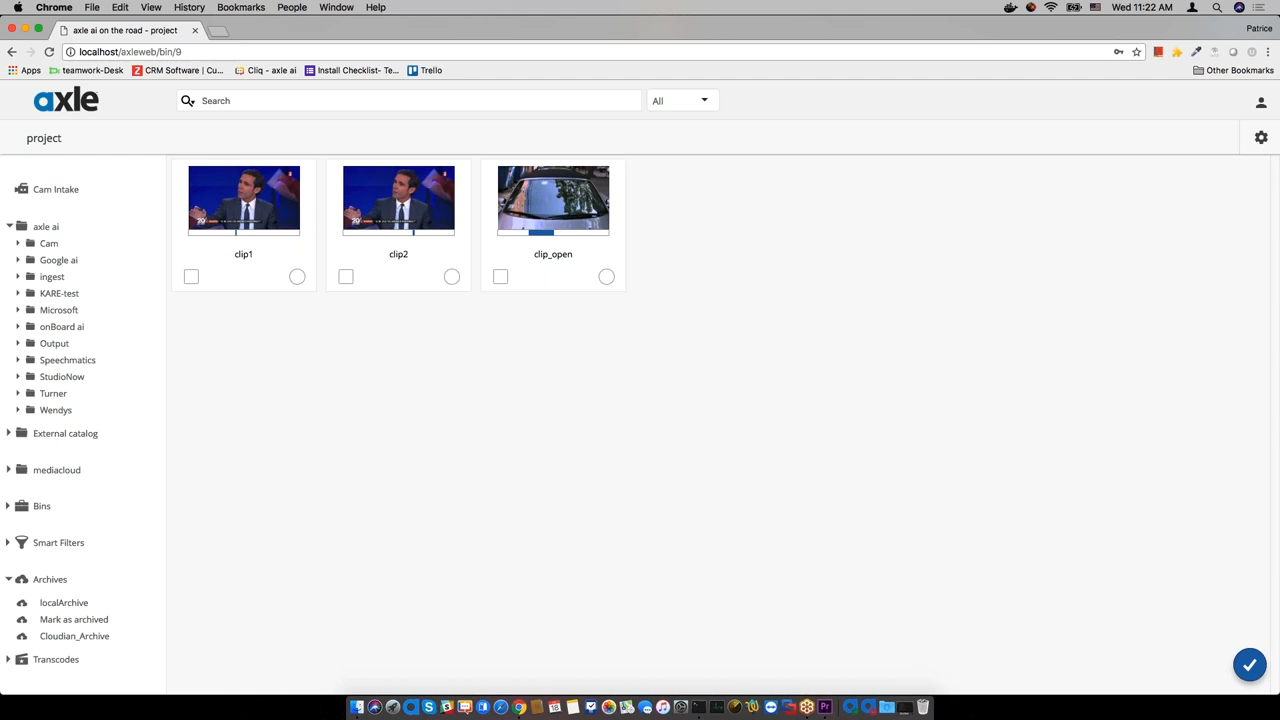 Chrome File Edit View History Bookmarks People Window Help Wed 11:22 AM
axle ai on the road - project Patrice
localhost/axleweb/bin/9
Apps teamwork-Desk CRM Software | Cu... Cliq - axle ai Install Checklist- Te... Trello Other Bookmarks
axle Search All
project
Cam Intake
axle ai
Cam
Google ai
ingest
KARE-test
Microsoft
onBoard ai
Output
Speechmatics
StudioNow
Turner
Wendys
External catalog
mediacloud
Bins
Smart Filters
Archives
localArchive
Mark as archived
Cloudian_Archive
Transcodes
clip1 clip2 clip_open